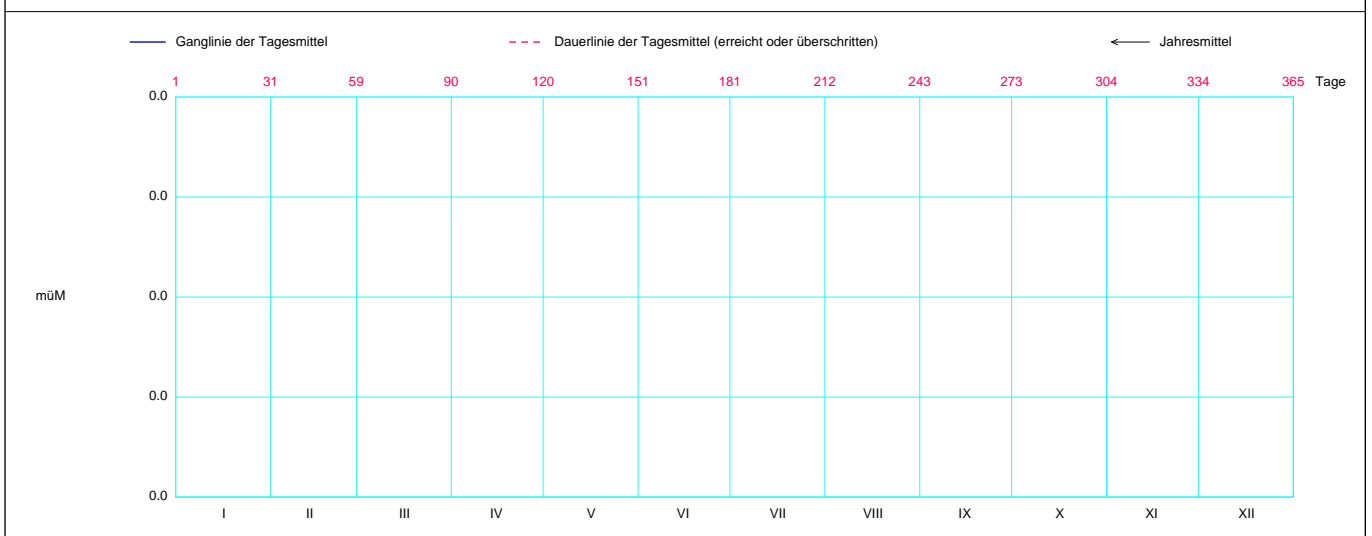 Ganglinie der Tagesmittel Dauerlinie der Tagesmittel (erreicht oder überschritten) Jahresmittel
1 31 59 90 120 151 181 212 243 273 304 334 365 Tage
0.0
0.0
müM 0.0
0.0
0.0
I II III IV V VI VII VIII IX X XI XII